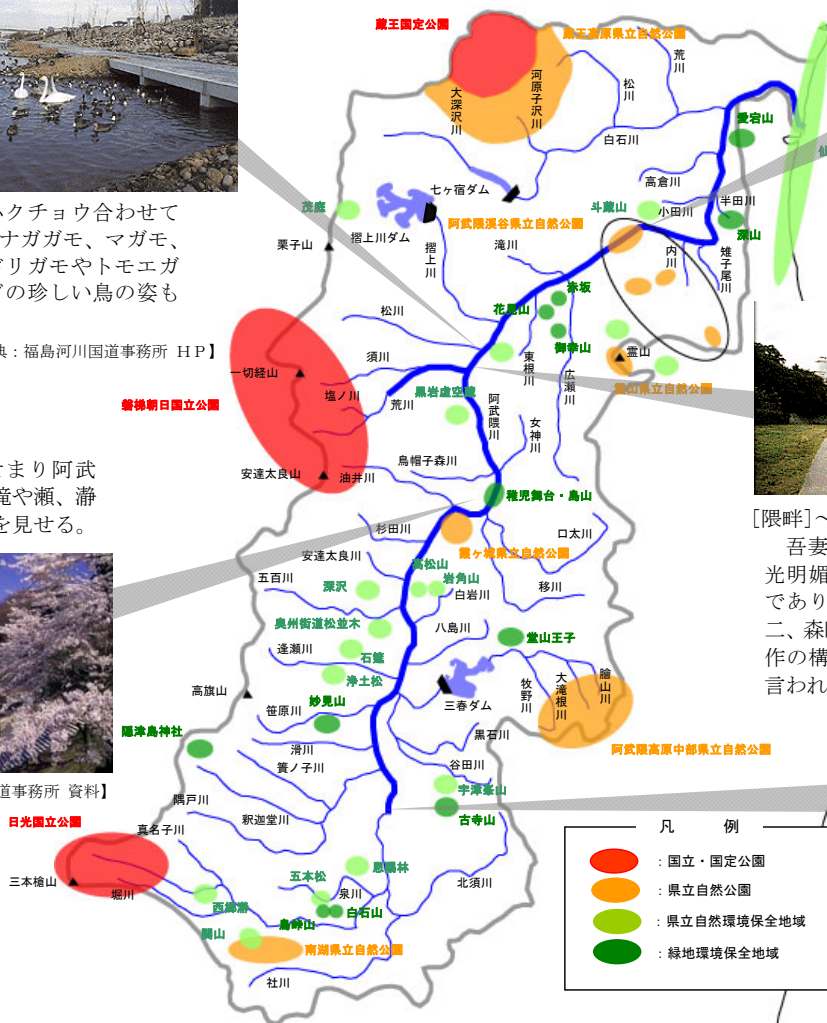 蔵王国定公園
蔵王高原県立自然公園
荒川
松川
河原子沢川
大深沢川
白石川
愛宕山
仙
高倉川
七ヶ宿ダム
茂庭
斗蔵山
小田川
半田川
深山
阿武隈渓谷県立自然公園
摺上川ダム
栗子山
摺上川
滝川
内川
雉子尾川
クチョウ合わせて
ナガガモ、マガモ、
ドリガモやトモエガ
どの珍しい鳥の姿も
典：福島河川国道事務所 HP】
赤坂
花見山
松川
御幸山
霊山
須川
東根川
広瀬川
霊山県立自然公園
一切経山
塩ノ川
黒岩虚空蔵
荒川
阿武隈川
女神川
磐梯朝日国立公園
烏帽子森川
安達太良山
油井川
稚児舞台・島山
せまり阿武
滝や瀬、瀞
を見せる。
杉田川
口太川
霞ヶ城県立自然公園
安達太良川
高松山
岩角山
五百川
深沢
白岩川
移川
奥州街道松並木
八島川
堂山王子
逢瀬川
石筵
浄土松
[隈畔]～
吾妻
光明媚
であり
二、森
作の構
言われ
高旗山
笹原川
妙見山
三春ダム
牧野川
大滝根川
檜山川
隠津島神社
滑川
黒石川
阿武隈高原中部県立自然公園
簀ノ子川
谷田川
道事務所 資料】
隈戸川
宇津峯山
釈迦堂川
古寺山
日光国立公園
真名子川
三本槍山
堀川
五本松
泉川
北須川
西郷瀞
鳥峠山
白石山
関山
南湖県立自然公園
社川
凡 例
：国立・国定公園
：県立自然公園
：県立自然環境保全地域
：緑地環境保全地域